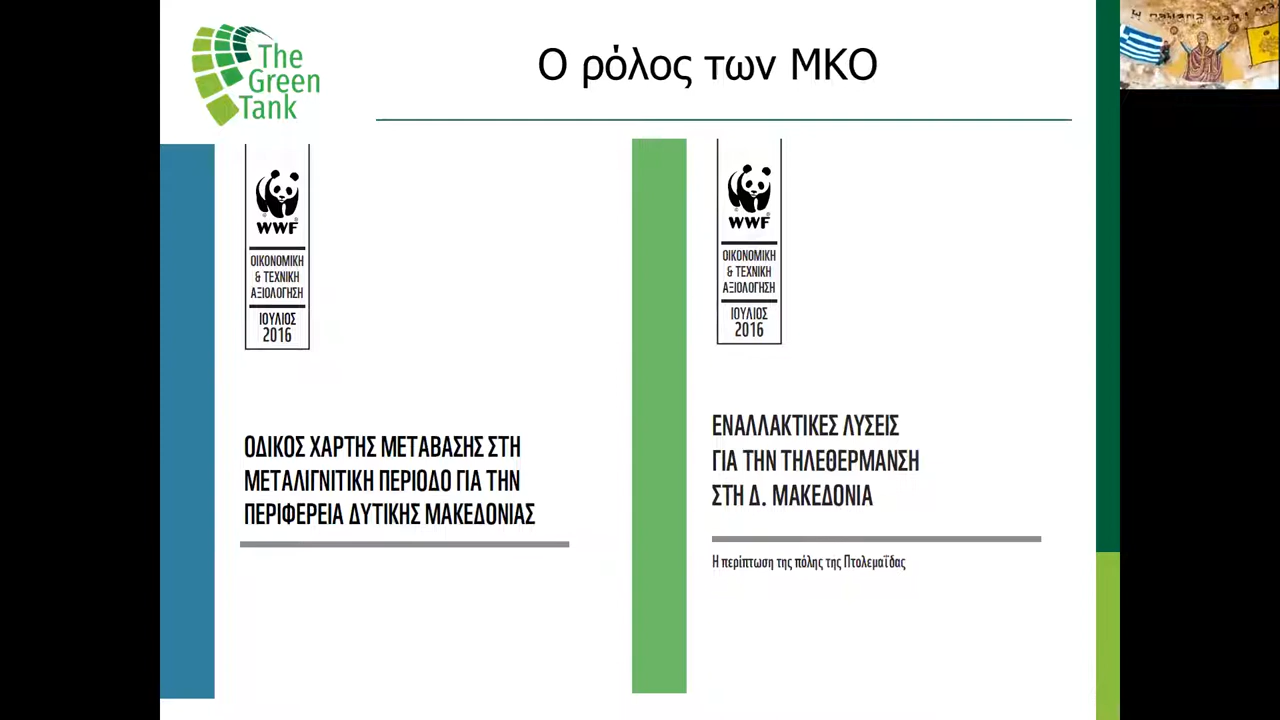 The
Green
Tank
Ο ρόλος των ΜΚΟ
WWF
ΟΙΚΟΝΟΜΙΚΗ
& ΤΕΧΝΙΚΗ
ΑΞΙΟΛΟΓΗΣΗ
ΙΟΥΛΙΟΣ
2016
ΟΔΙΚΟΣ ΧΑΡΤΗΣ ΜΕΤΑΒΑΣΗΣ ΣΤΗ
ΜΕΤΑΛΙΓΝΙΤΙΚΗ ΠΕΡΙΟΔΟ ΓΙΑ ΤΗΝ
ΠΕΡΙΦΕΡΕΙΑ ΔΥΤΙΚΗΣ ΜΑΚΕΔΟΝΙΑΣ
WWF
ΟΙΚΟΝΟΜΙΚΗ
& ΤΕΧΝΙΚΗ
ΑΞΙΟΛΟΓΗΣΗ
ΙΟΥΛΙΟΣ
2016
ΕΝΑΛΛΑΚΤΙΚΕΣ ΛΥΣΕΙΣ
ΓΙΑ ΤΗΝ ΤΗΛΕΘΕΡΜΑΝΣΗ
ΣΤΗ Δ. ΜΑΚΕΔΟΝΙΑ
Η περίπτωση της πόλης της Πτολεμαΐδας